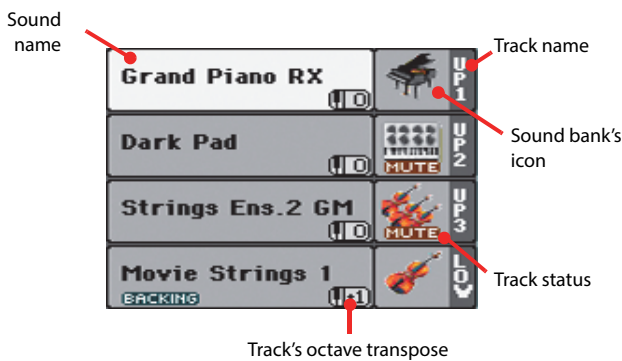 Sound
name
Track name
Grand Piano RX
0
UP1
Sound bank's
icon
Dark Pad
0
MUTE
UP2
Strings Ens.2 GM
0
MUTE
UP3
Movie Strings 1
BACKING
+1
LOW
Track status
Track's octave transpose